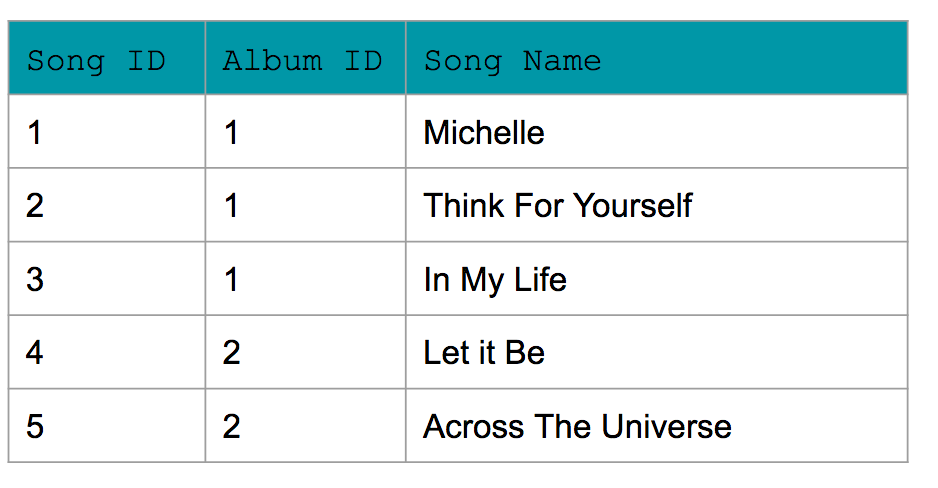 Song ID Album ID Song Name
1 1 Michelle
2 1 Think For Yourself
3 1 In My Life
4 2 Let it Be
5 2 Across The Universe